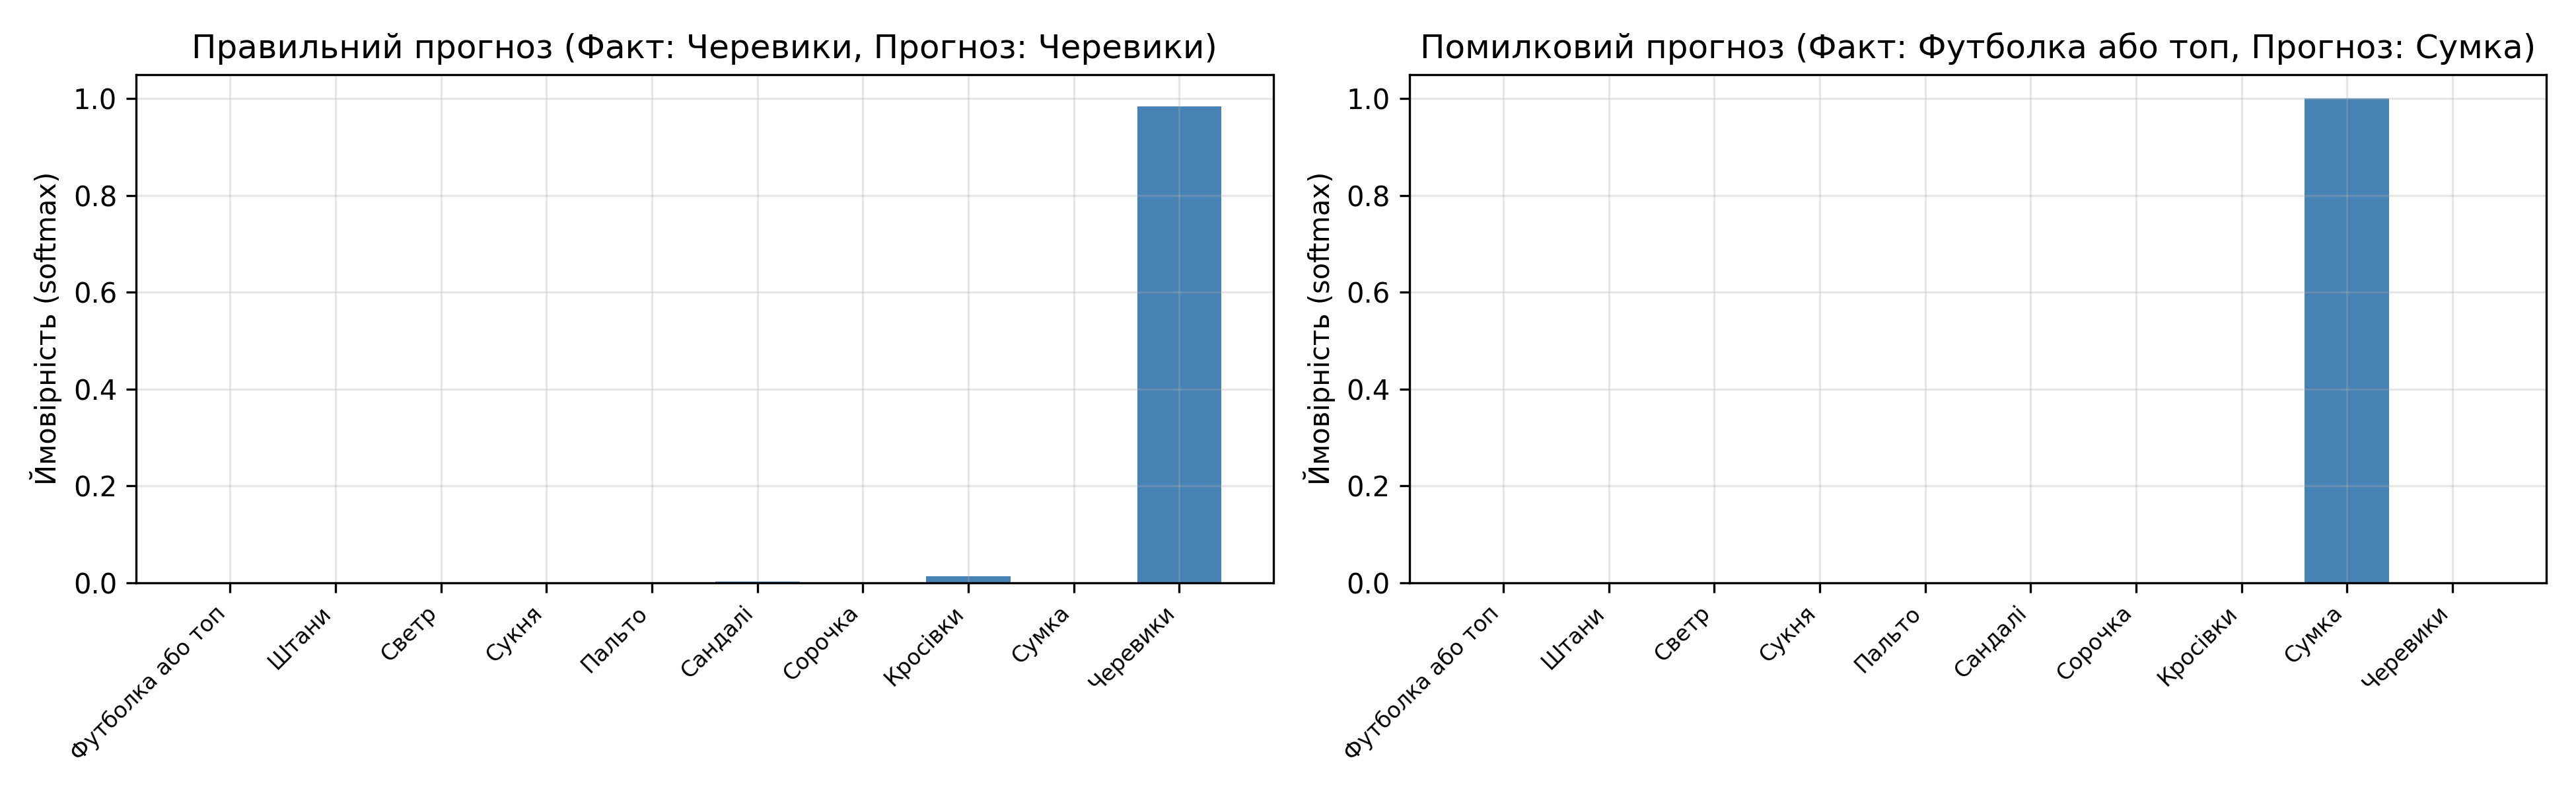 Правильний прогноз (Факт: Черевики, Прогноз: Черевики)
Ймовірність (softmax)
1.0
0.8
0.6
0.4
0.2
0.0
Футболка або топ
Штани
Светр
Сукня
Пальто
Сандалі
Сорочка
Кросівки
Сумка
Черевики
Помилковий прогноз (Факт: Футболка або топ, Прогноз: Сумка)
Ймовірність (softmax)
1.0
0.8
0.6
0.4
0.2
0.0
Футболка або топ
Штани
Светр
Сукня
Пальто
Сандалі
Сорочка
Кросівки
Сумка
Черевики